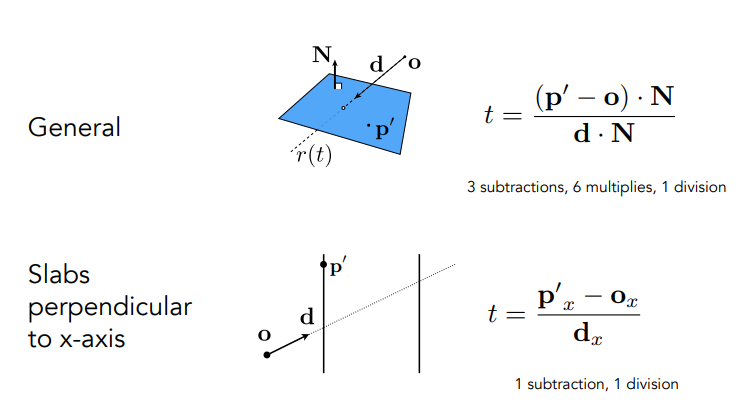 General
N
d
o
p′
r(t)
t = (p′ − o) · N / d · N
3 subtractions, 6 multiplies, 1 division
Slabs
perpendicular
to x-axis
p′
d
o
t = p′ₓ − oₓ / dₓ
1 subtraction, 1 division